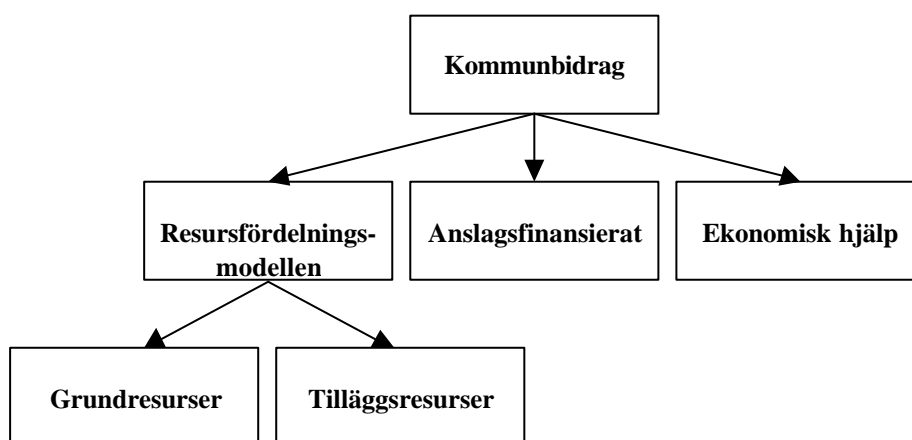 Kommunbidrag
Resursfördelnings-
modellen
Anslagsfinansierat
Ekonomisk hjälp
Grundresurser
Tilläggsresurser